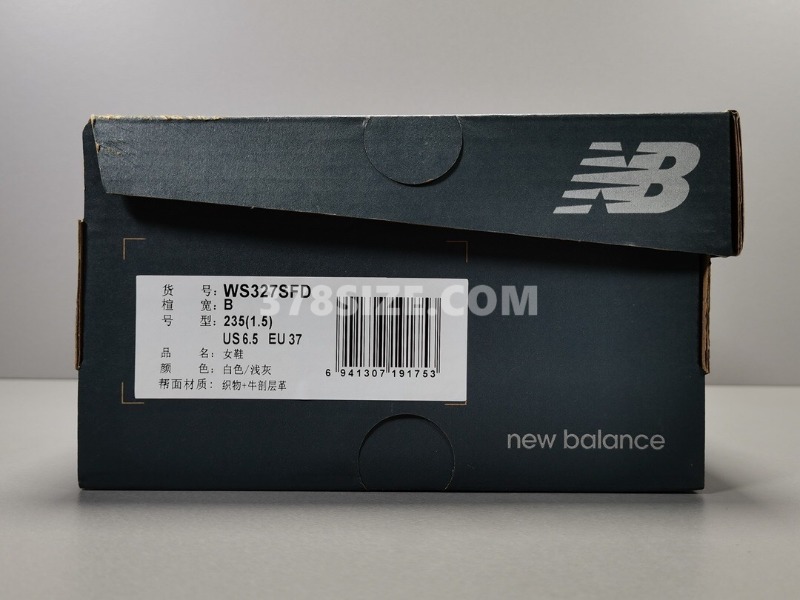 NB
货 号: WS327SFD
楦 宽: B
号 型: 235(1.5)
US 6.5 EU 37
品 名: 女鞋
颜 色: 白色/浅灰
帮面材质: 织物+牛剖层革
6 941307 191753
378SIZE.COM
new balance